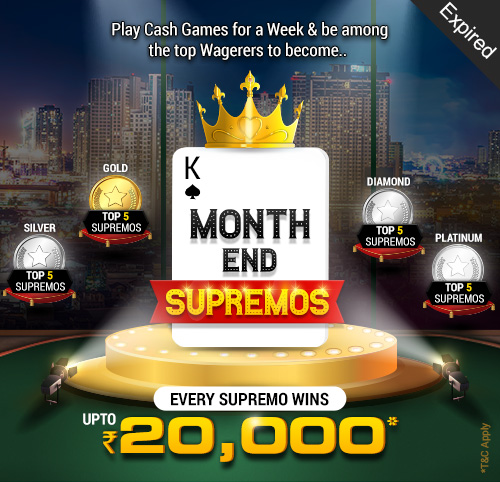 Play Cash Games for a Week & be among
the top Wagerers to become..
Expired
K
MONTH
END
SUPREMOS
GOLD
TOP 5
SUPREMOS
SILVER
TOP 5
SUPREMOS
DIAMOND
TOP 5
SUPREMOS
PLATINUM
TOP 5
SUPREMOS
EVERY SUPREMO WINS
UPTO
₹20,000*
*T&C Apply